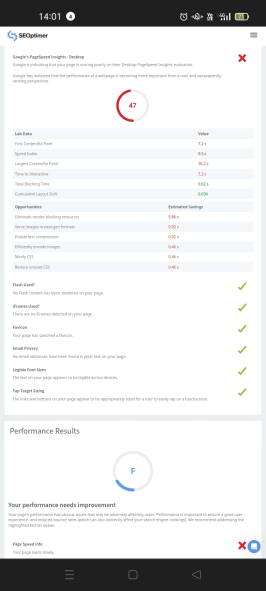 14:01
SEOptimer
Google's PageSpeed Insights - Desktop
Google is indicating that your page is scoring poorly on their Desktop PageSpeed Insights evaluation.
Google has indicated that the performance of a webpage is becoming more important from a user and subsequently
ranking perspective.
47
Lab Data Value
First Contentful Paint 7.2 s
Speed Index 9.9 s
Largest Contentful Paint 10.2 s
Time to Interactive 7.2 s
Total Blocking Time 0.02 s
Cumulative Layout Shift 0.034
Opportunities Estimated Savings
Eliminate render-blocking resources 5.86 s
Serve images in next-gen formats 0.92 s
Enable text compression 0.92 s
Efficiently encode images 0.46 s
Minify CSS 0.46 s
Reduce unused CSS 0.46 s
Flash Used?
No Flash content has been identified on your page.
iFrames Used?
There are no iFrames detected on your page.
Favicon
Your page has specified a favicon.
Email Privacy
No email addresses have been found in plain text on your page.
Legible Font Sizes
The text on your page appears to be legible across devices.
Tap Target Sizing
The links and buttons on your page appear to be appropriately sized for a user to easily tap on a touchscreen.
Performance Results
F
Your performance needs improvement
Your page's performance has various issues that may be adversely affecting users. Performance is important to ensure a good user
experience, and reduced bounce rates (which can also indirectly affect your search engine rankings). We recommend addressing the
highlighted factors below.
Page Speed Info
Your page loads slowly.